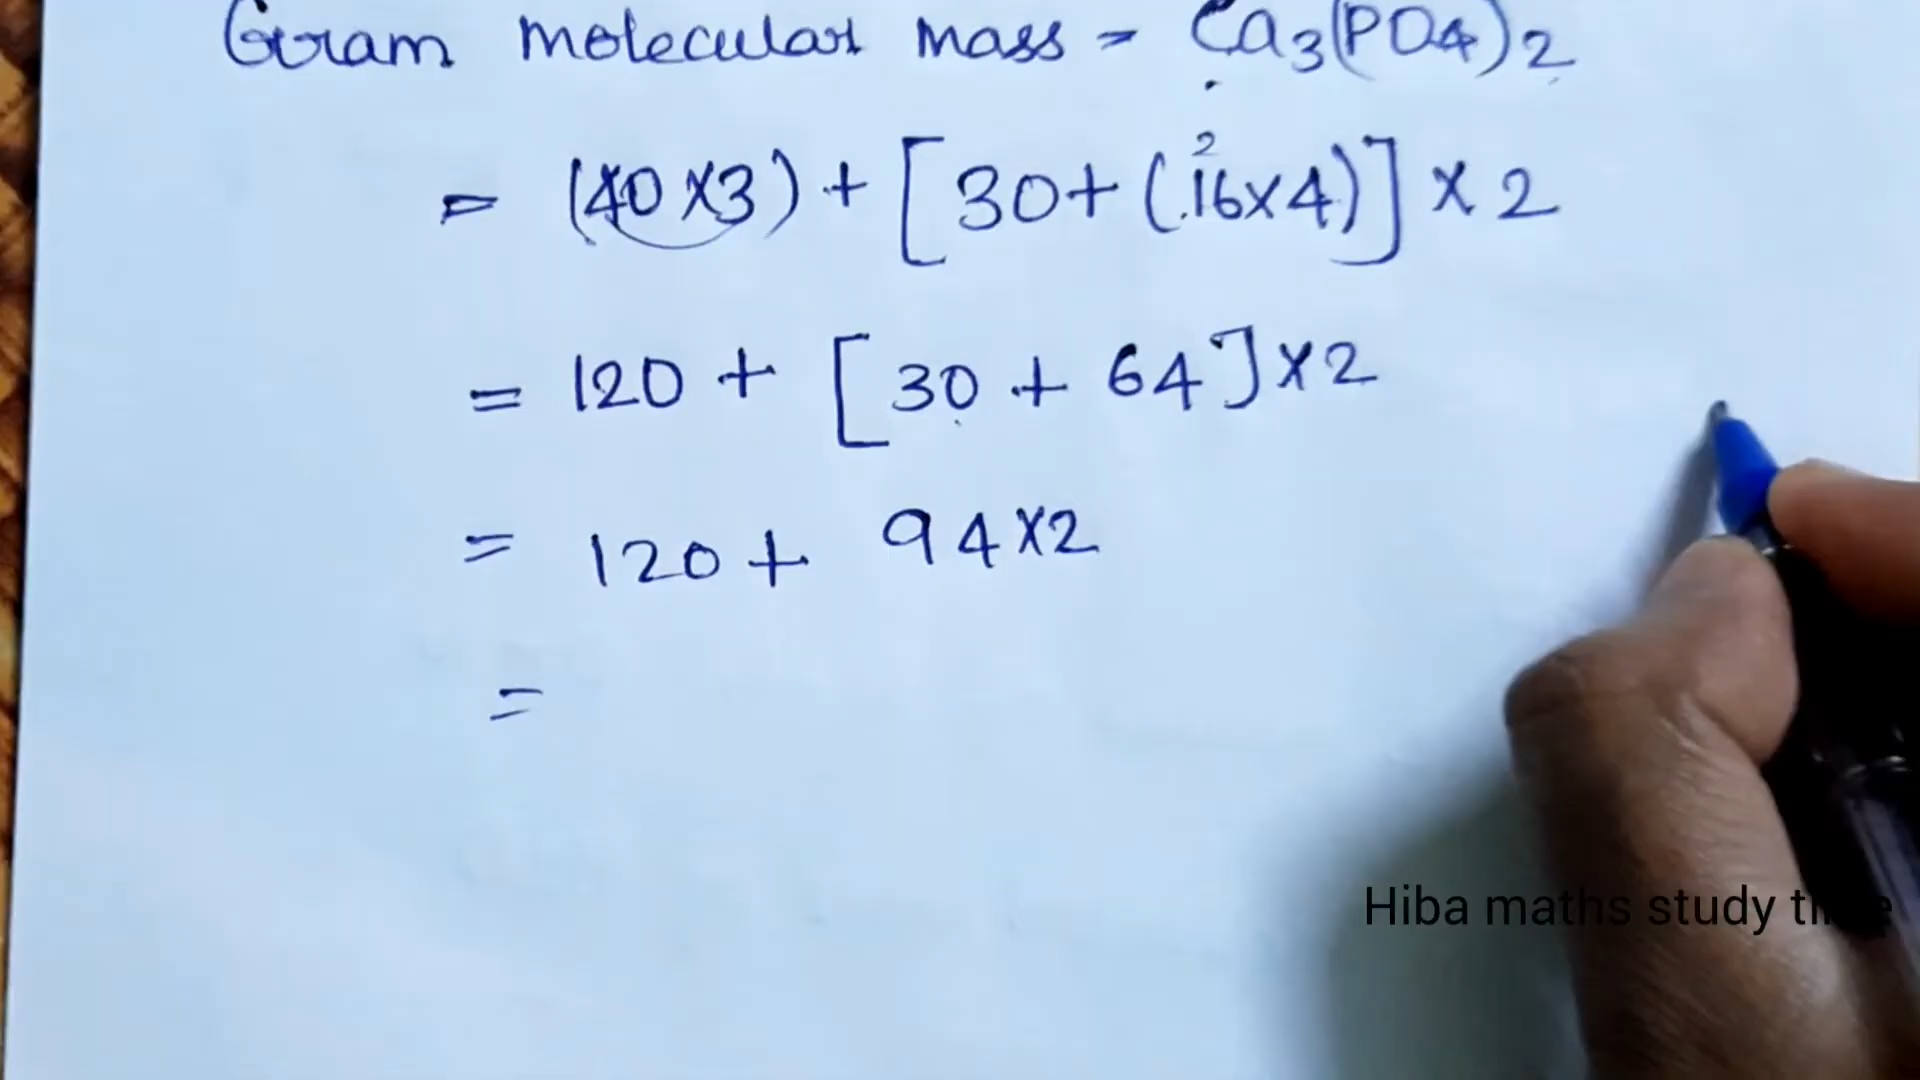 Gram molecular mass = Ca3(PO4)2
= (40×3) + [30+(16×4)]×2
= 120 + [30 + 64]×2
= 120 + 94×2
=
Hiba maths study